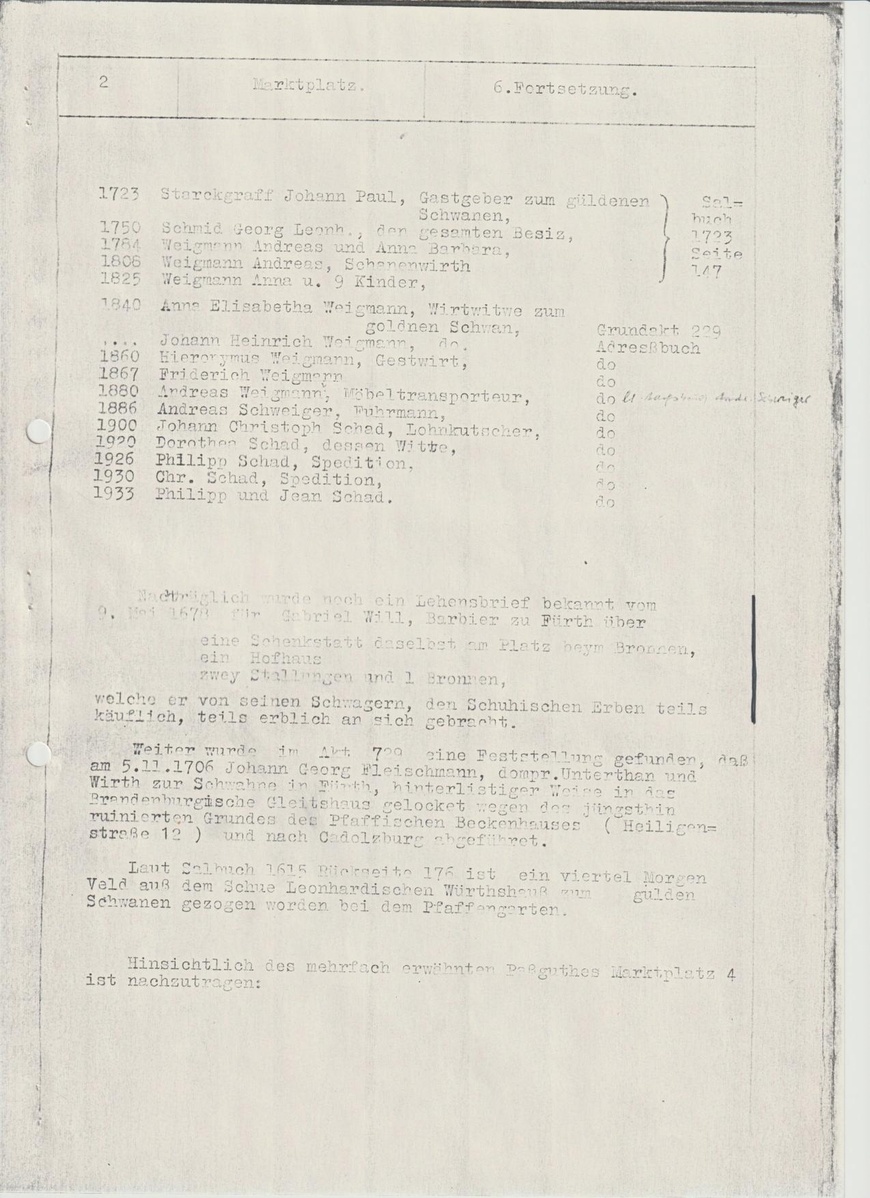 2 Marktplatz. 6.Fortsetzung.
1723 Starckgraff Johann Paul, Gastgeber zum güldenen Sal=
Schwanen, buch
1750 Schmid Georg Leonh., den gesamten Besiz, 1723
1784 Weigmann Andreas und Anna Barbara, Seite
1808 Weigmann Andreas, Schanenwirth 147
1825 Weigmann Anna u. 9 Kinder,
1840 Anna Elisabetha Weigmann, Wirtwitwe zum
goldnen Schwan, Grundakt 229
.... Johann Heinrich Weigmann, do. Adreßbuch
1860 Hieronymus Weigmann, Gastwirt, do
1867 Friderich Weigmann do
1880 Andreas Weigmann, Möbeltransporteur, do
1886 Andreas Schweiger, Fuhrmann, do
1900 Johann Christoph Schad, Lohnkutscher, do
1920 Dorothea Schad, dessen Witte, do
1926 Philipp Schad, Spedition, do
1930 Chr. Schad, Spedition, do
1933 Philipp und Jean Schad. do
Nachträglich wurde noch ein Lehensbrief bekannt vom
9. Mai 1678 für Gabriel Will, Barbier zu Fürth über
eine Schenkstatt daselbst am Platz beym Bronnen,
ein Hofhaus
zwey Stallungen und 1 Bronnen,
welche er von seinen Schwagern, den Schuhischen Erben teils
käuflich, teils erblich an sich gebracht.
Weiter wurde im Akt eine Feststellung gefunden, daß
am 5.11.1706 Johann Georg Fleischmann, dompr.Unterthan und
Wirth zur Schwahne in Fürth, hinterlistiger Weise in das
Brandenburgische Gleitshaus gelocket wegen des jüngsthin
ruinierten Grundes des Pfaffischen Beckenhauses ( Heiligen=
straße 12 ) und nach Cadolzburg abgeführet.
Laut Salbuch 1615 Rückseite 176 ist ein viertel Morgen
Veld auß dem Schue Leonhardischen Würthshauß zum gülden
Schwanen gezogen worden bei dem Pfaffengarten.
Hinsichtlich des mehrfach erwähnten Paßguthes Marktplatz 4
ist nachzutragen: